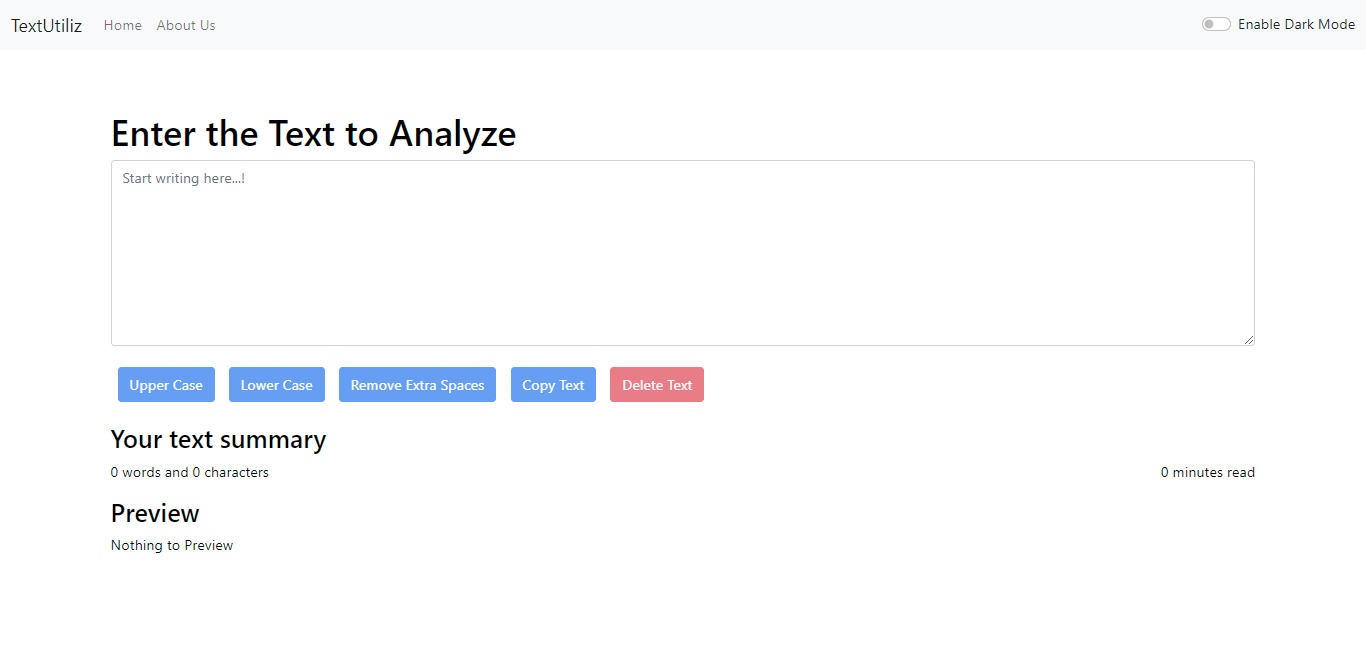 TextUtiliz Home About Us Enable Dark Mode
Enter the Text to Analyze
Start writing here...!
Upper Case Lower Case Remove Extra Spaces Copy Text Delete Text
Your text summary
0 words and 0 characters 0 minutes read
Preview
Nothing to Preview